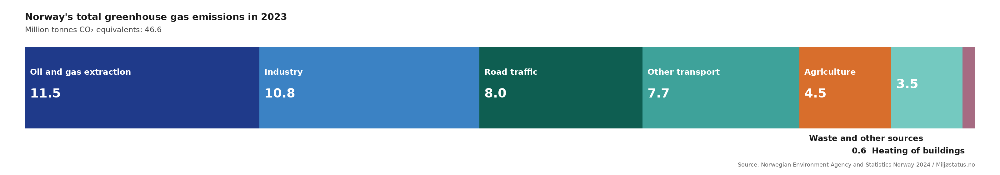 Norway's total greenhouse gas emissions in 2023
Million tonnes CO₂-equivalents: 46.6
Oil and gas extraction
11.5
Industry
10.8
Road traffic
8.0
Other transport
7.7
Agriculture
4.5
3.5
Waste and other sources
0.6 Heating of buildings
Source: Norwegian Environment Agency and Statistics Norway 2024 / Miljøstatus.no